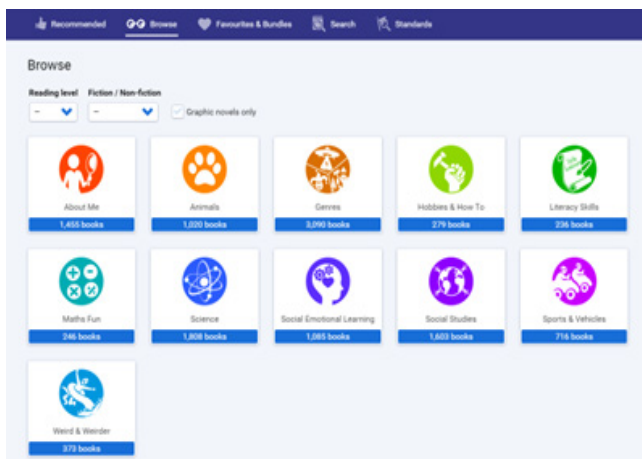 Recommended Browse Favourites & Bundles Search Standards
Browse
Reading level Fiction / Non-fiction
– – Graphic novels only
About Me Animals Genres Hobbies & How To Literacy Skills
1,455 books 1,020 books 3,090 books 279 books 236 books
Maths Fun Science Social Emotional Learning Social Studies Sports & Vehicles
246 books 1,808 books 1,085 books 1,603 books 716 books
Weird & Weirder
373 books